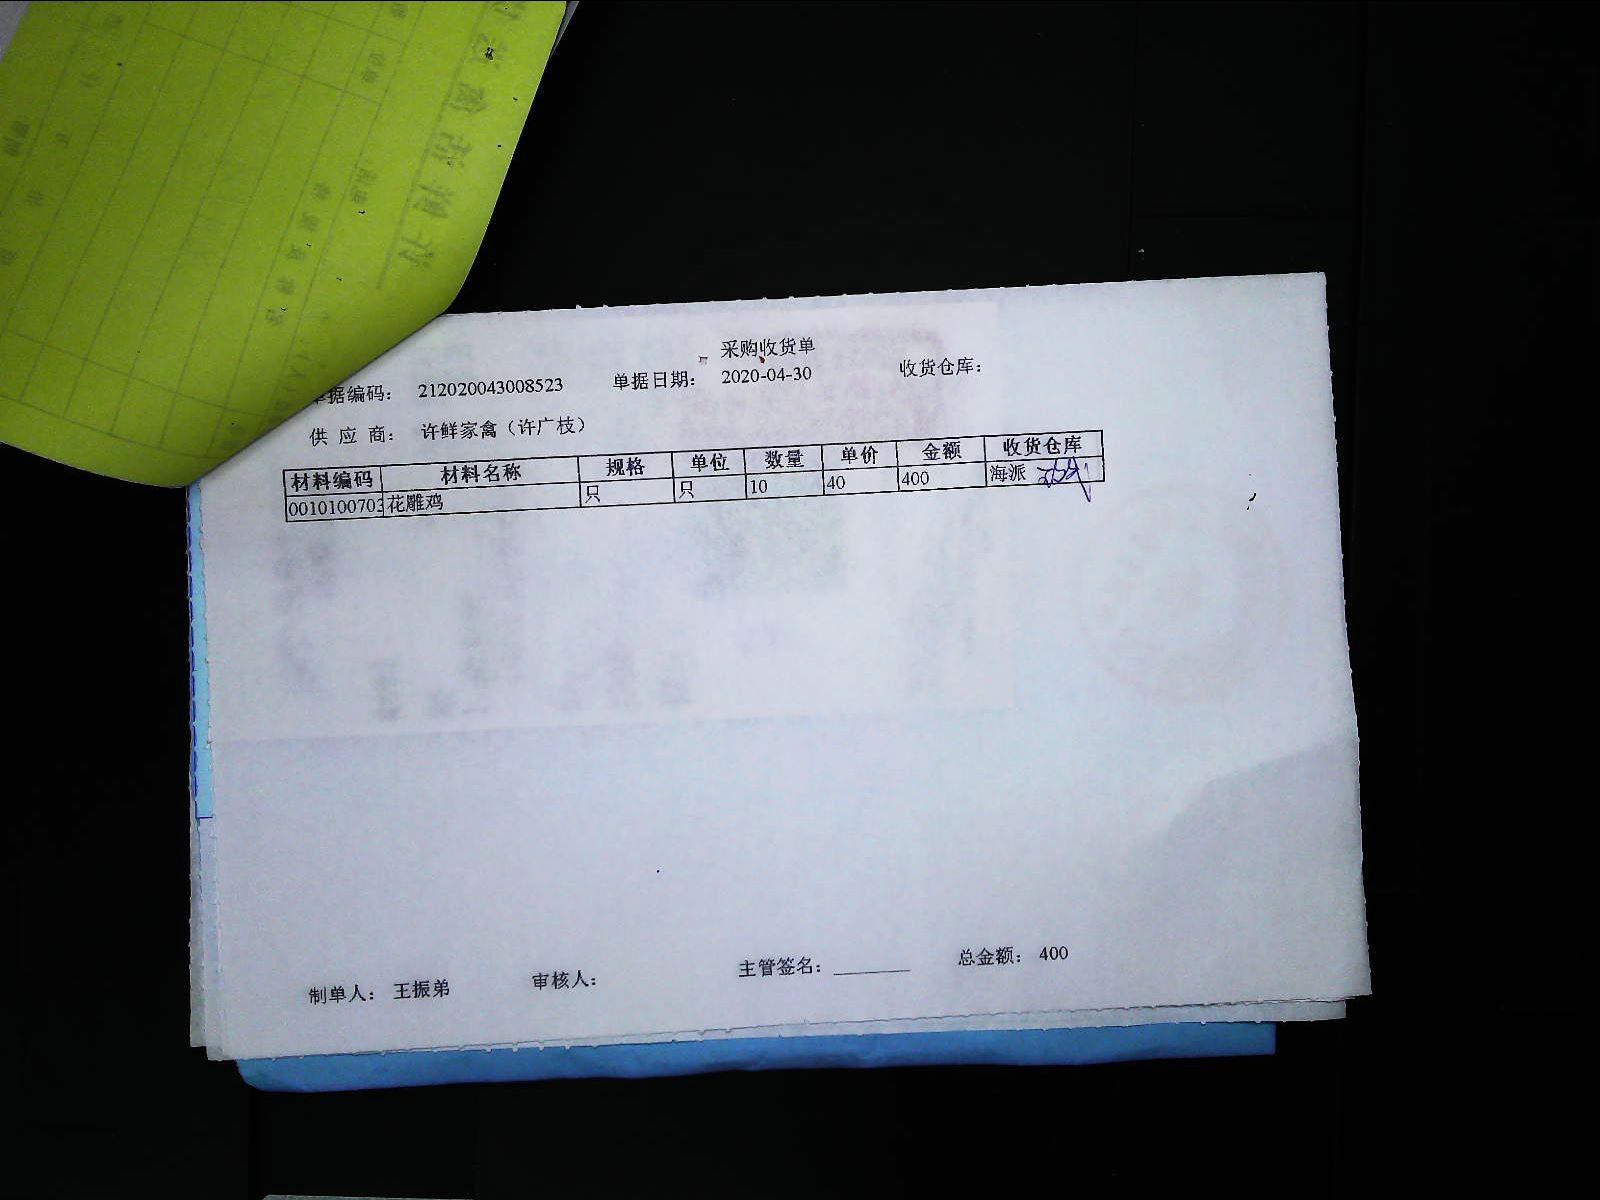 采购收货单
单据编码： 212020043008523 单据日期： 2020-04-30 收货仓库：
供 应 商： 许鲜家禽（许广枝）
材料编码 材料名称 规格 单位 数量 单价 金额 收货仓库
0010100703 花雕鸡 只 只 10 40 400 海派
制单人： 王振弟 审核人： 主管签名： 总金额： 400